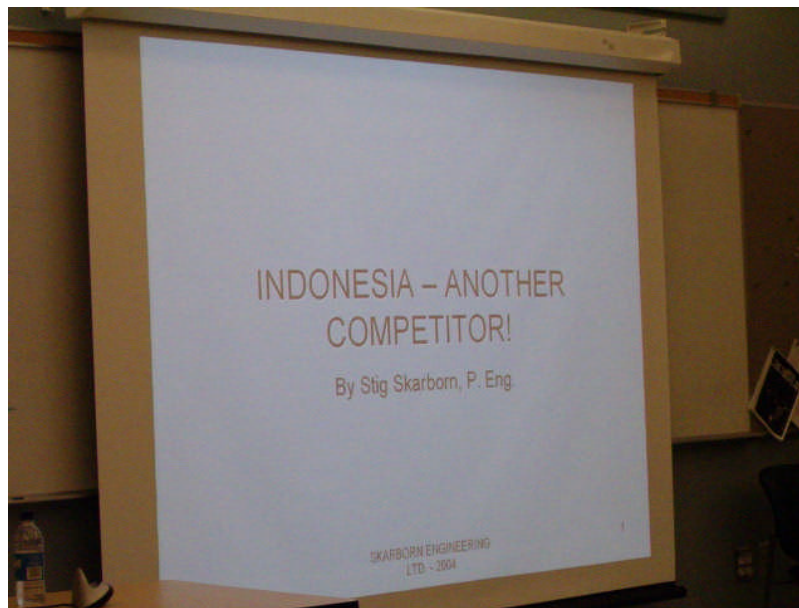 INDONESIA – ANOTHER
COMPETITOR!
By Stig Skarborn, P. Eng.
1
SKARBORN ENGINEERING
LTD. - 2004